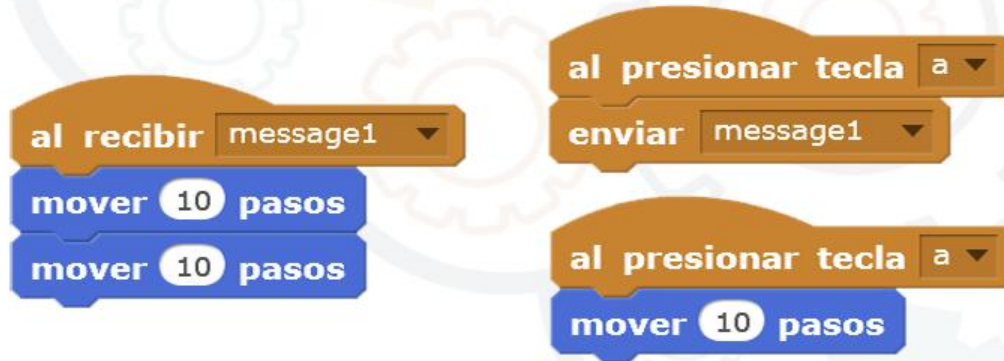 al recibir message1
mover 10 pasos
mover 10 pasos
al presionar tecla a
enviar message1
al presionar tecla a
mover 10 pasos